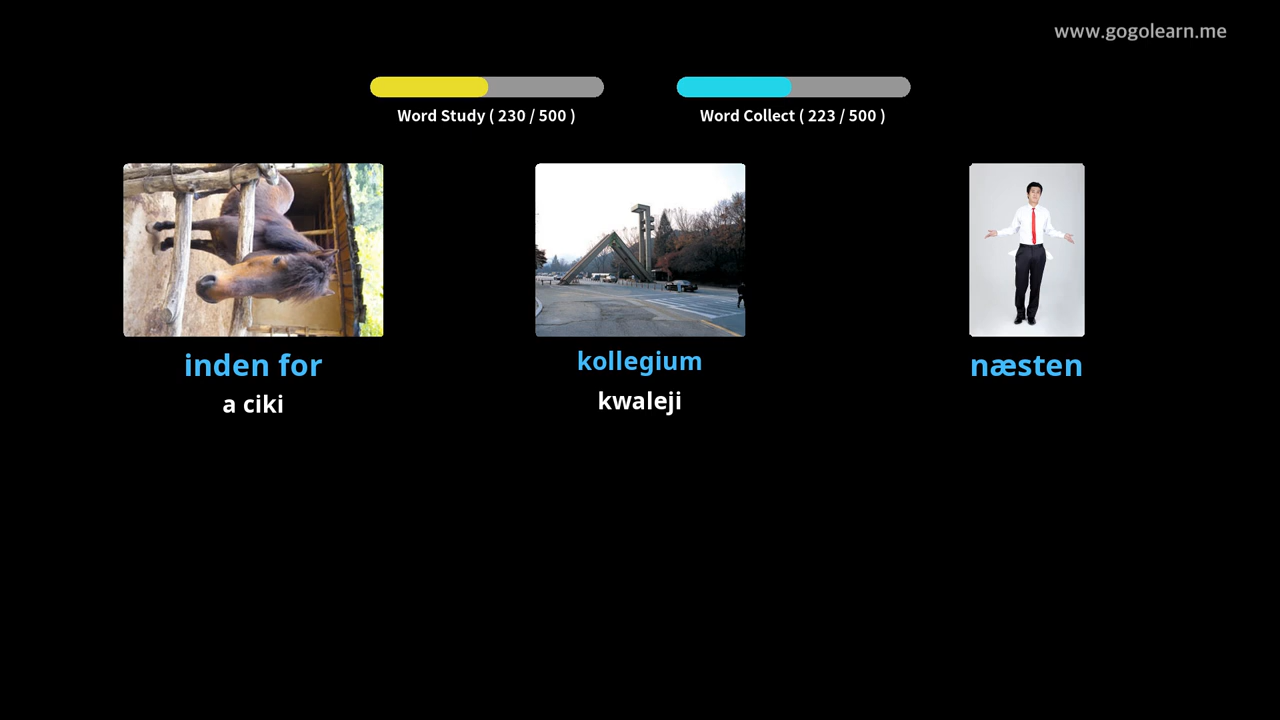 www.gogolearn.me
Word Study ( 230 / 500 )
Word Collect ( 223 / 500 )
inden for
a ciki
kollegium
kwaleji
næsten